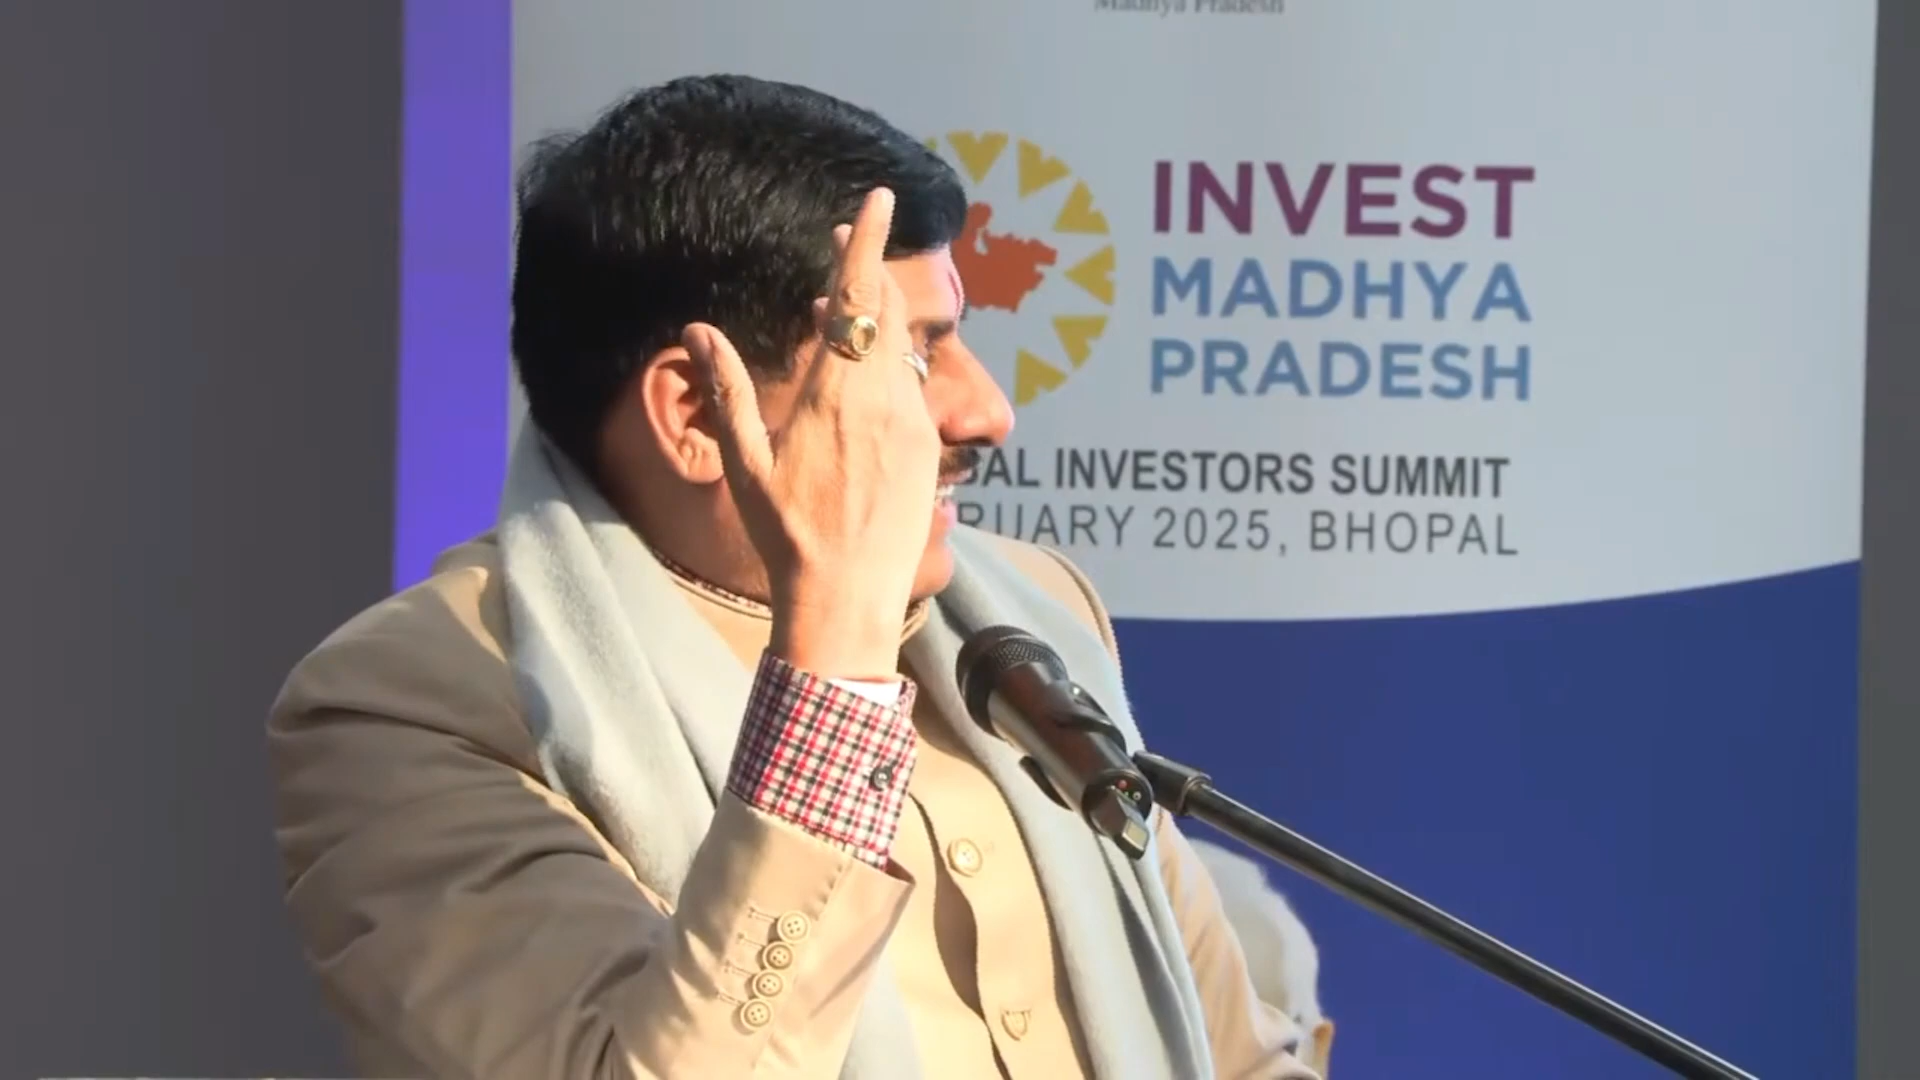 Madhya Pradesh
INVEST
MADHYA
PRADESH
BAL INVESTORS SUMMIT
RUARY 2025, BHOPAL